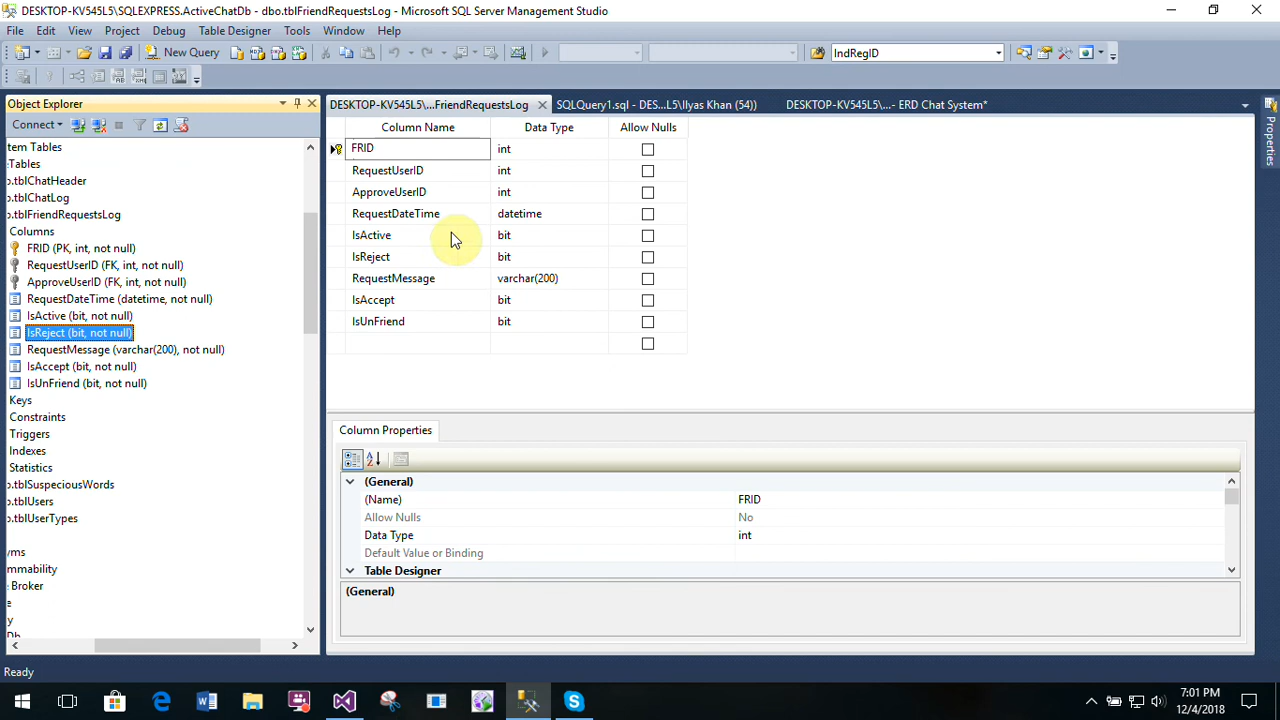 DESKTOP-KV545L5\SQLEXPRESS.ActiveChatDb - dbo.tblFriendRequestsLog - Microsoft SQL Server Management Studio
File Edit View Project Debug Table Designer Tools Window Help
New Query IndRegID
Object Explorer
DESKTOP-KV545L5\...FriendRequestsLog SQLQuery1.sql - DES...L5\Ilyas Khan (54)) DESKTOP-KV545L5\...- ERD Chat System*
Connect
Column Name Data Type Allow Nulls
FRID int
RequestUserID int
ApproveUserID int
RequestDateTime datetime
IsActive bit
IsReject bit
RequestMessage varchar(200)
IsAccept bit
IsUnFriend bit
tem Tables
Tables
o.tblChatHeader
o.tblChatLog
o.tblFriendRequestsLog
Columns
FRID (PK, int, not null)
RequestUserID (FK, int, not null)
ApproveUserID (FK, int, not null)
RequestDateTime (datetime, not null)
IsActive (bit, not null)
IsReject (bit, not null)
RequestMessage (varchar(200), not null)
IsAccept (bit, not null)
IsUnFriend (bit, not null)
Keys
Constraints
Triggers
Indexes
Statistics
o.tblSuspeciousWords
o.tblUsers
o.tblUserTypes
yms
mmability
Broker
e
y
Db
Column Properties
(General)
(Name) FRID
Allow Nulls No
Data Type int
Default Value or Binding
Table Designer
(General)
Properties
Ready
7:01 PM
12/4/2018